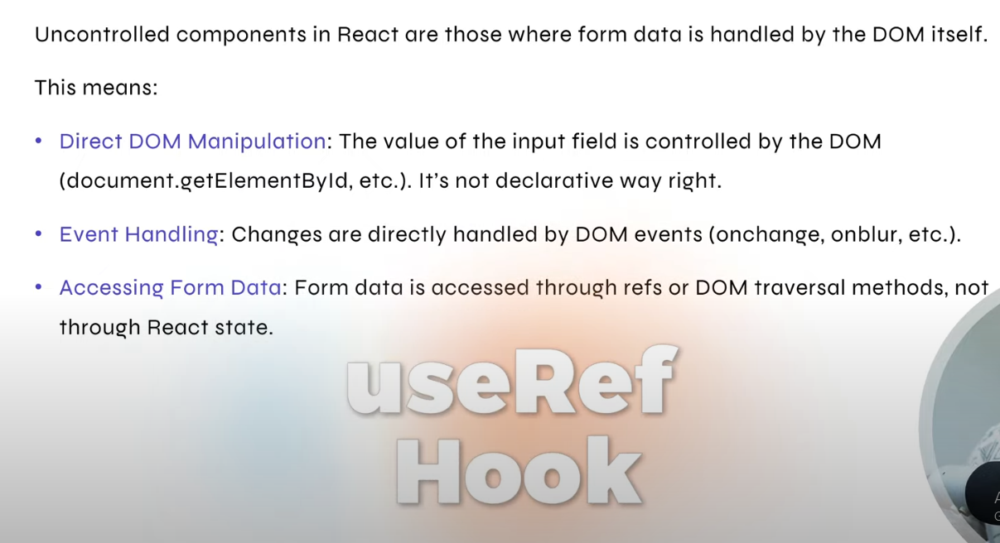 Uncontrolled components in React are those where form data is handled by the DOM itself.
This means:
• Direct DOM Manipulation: The value of the input field is controlled by the DOM
(document.getElementById, etc.). It’s not declarative way right.
• Event Handling: Changes are directly handled by DOM events (onchange, onblur, etc.).
• Accessing Form Data: Form data is accessed through refs or DOM traversal methods, not
through React state.
useRef
Hook